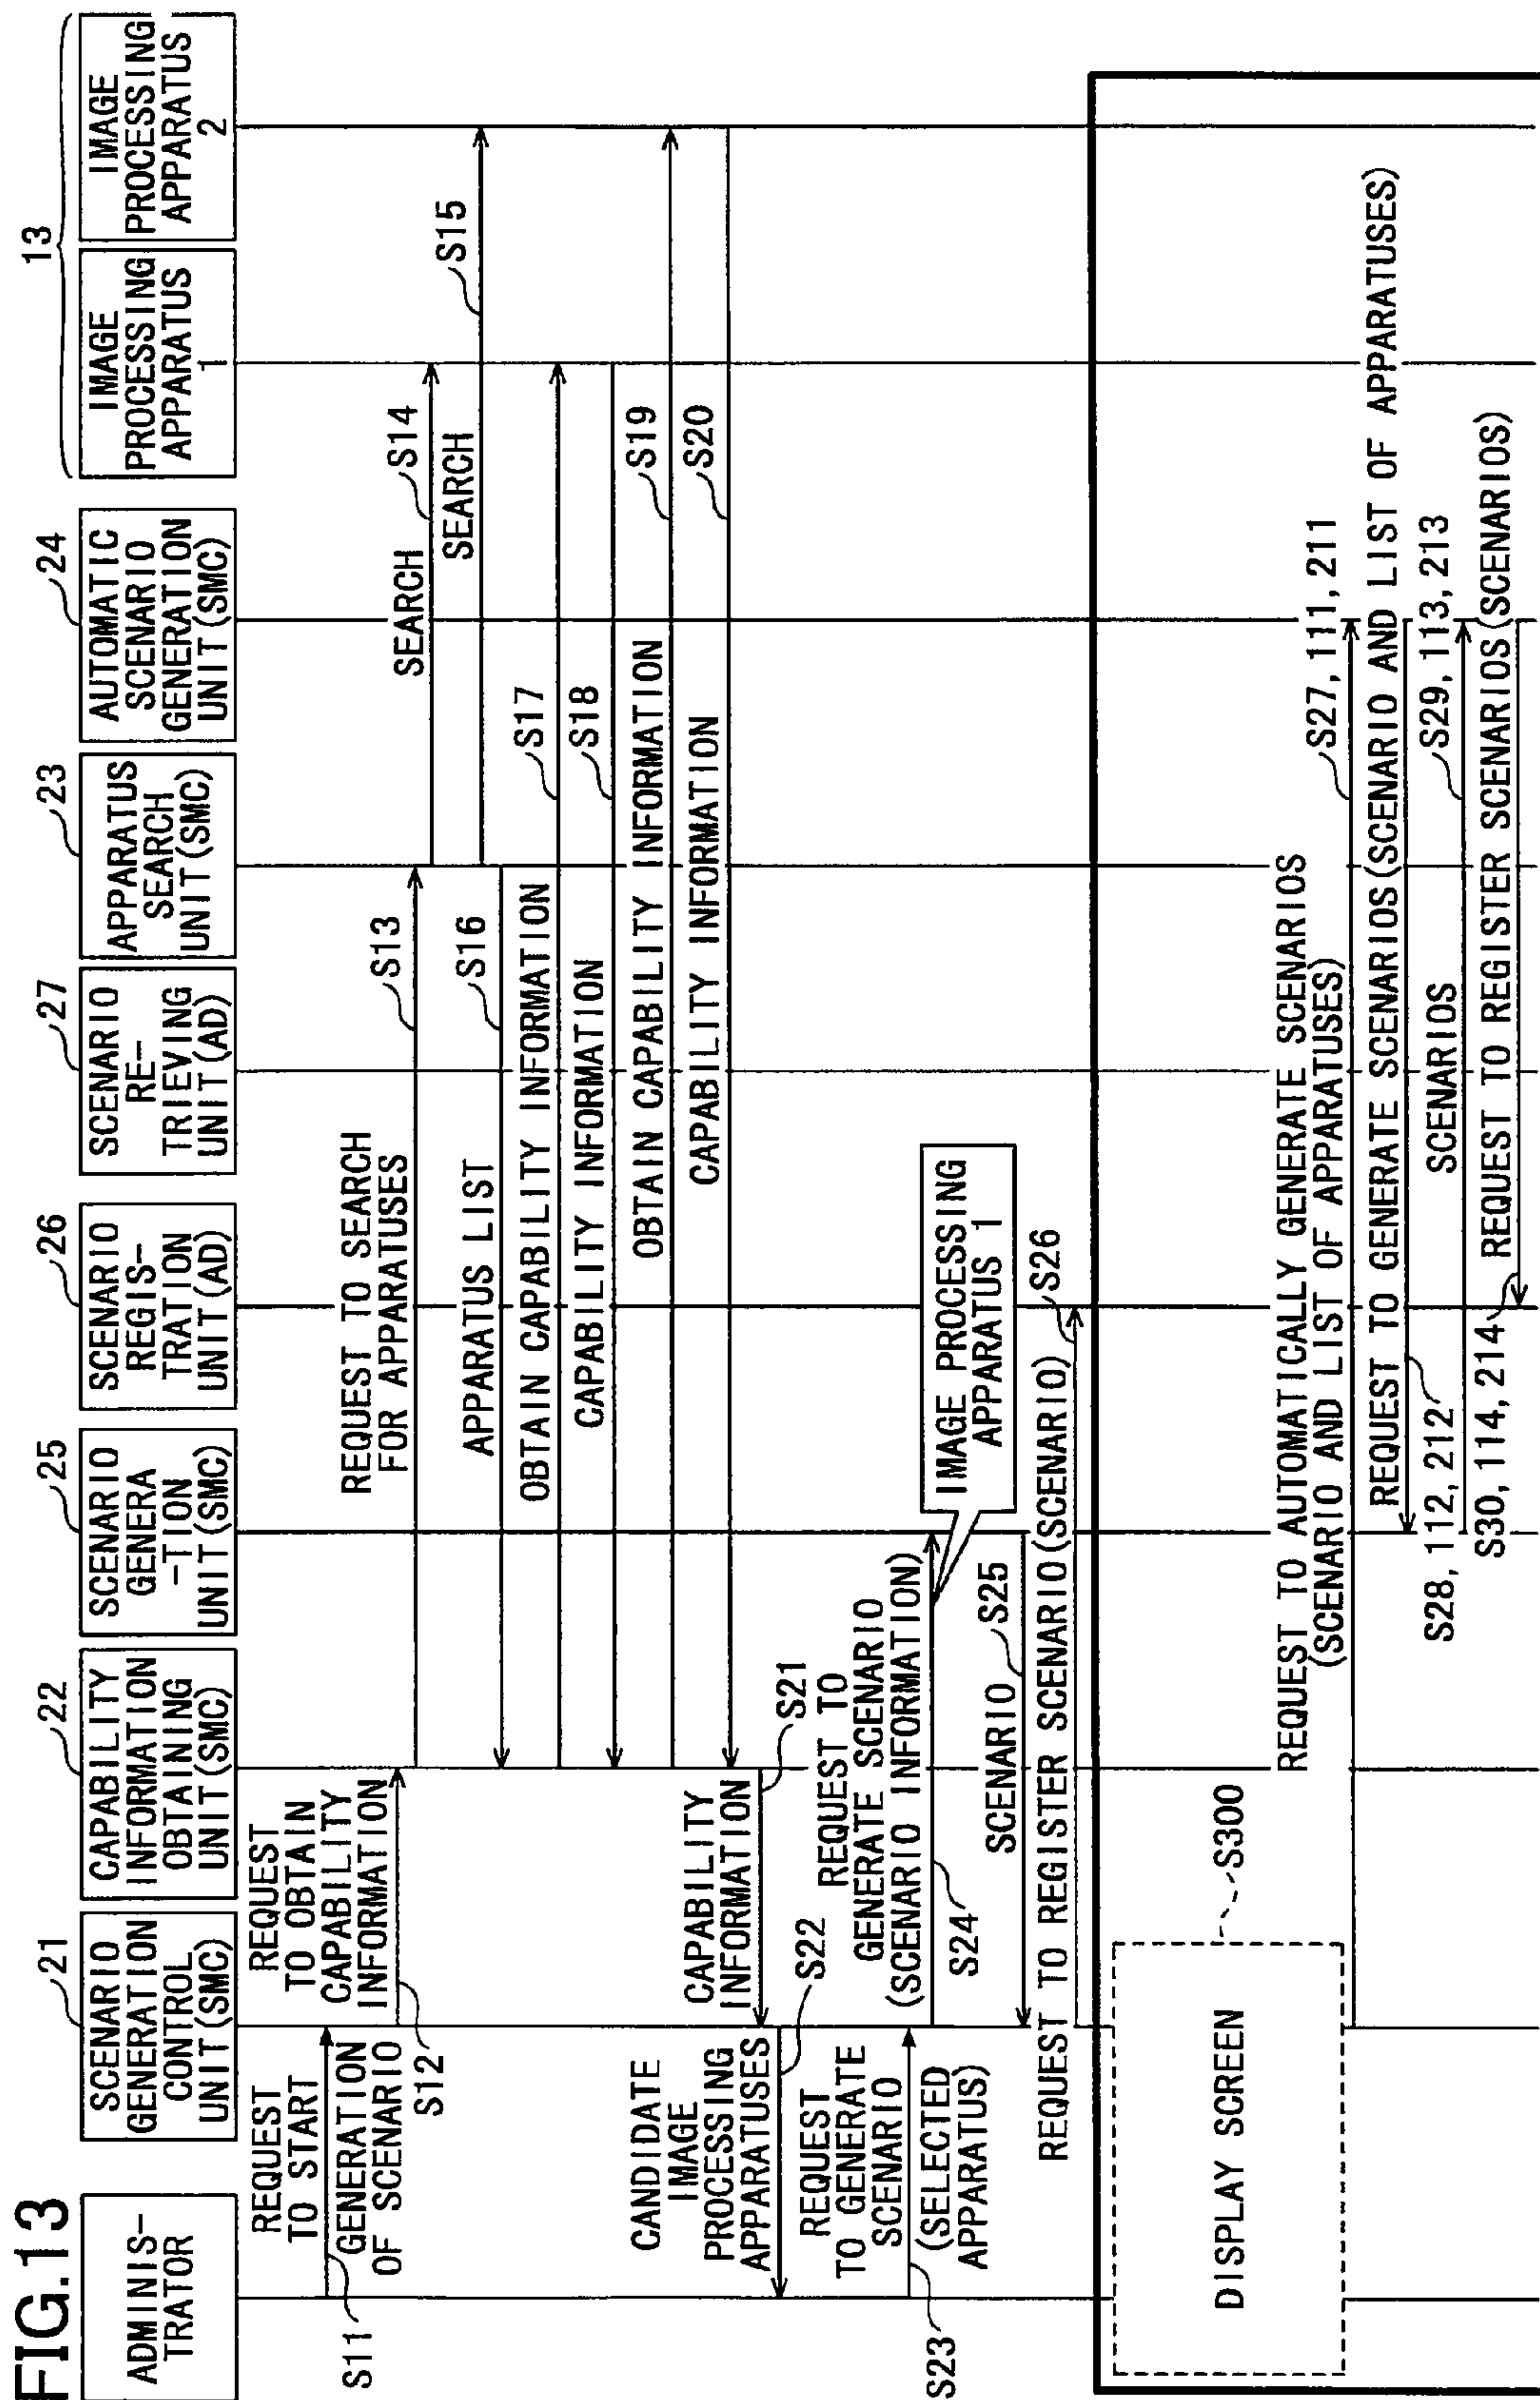 FIG.13
ADMINIS-
TRATOR
21
SCENARIO
GENERATION
CONTROL
UNIT(SMC)
22
CAPABILITY
INFORMATION
OBTAINING
UNIT(SMC)
25
SCENARIO
GENERA
-TION
UNIT(SMC)
26
SCENARIO
REGIS-
TRATION
UNIT(AD)
27
SCENARIO
RE-
TRIEVING
UNIT(AD)
23
APPARATUS
SEARCH
UNIT(SMC)
24
AUTOMATIC
SCENARIO
GENERATION
UNIT(SMC)
13
IMAGE
PROCESSING
APPARATUS
1
IMAGE
PROCESSING
APPARATUS
2
REQUEST
TO START
GENERATION
OF SCENARIO
S11
REQUEST
TO OBTAIN
CAPABILITY
INFORMATION
S12
REQUEST TO SEARCH
FOR APPARATUSES
S13
SEARCH
S14
SEARCH
S15
APPARATUS LIST
S16
OBTAIN CAPABILITY INFORMATION
S17
CAPABILITY INFORMATION
S18
OBTAIN CAPABILITY INFORMATION
S19
CAPABILITY INFORMATION
S20
CAPABILITY
INFORMATION
S21
CANDIDATE
IMAGE
PROCESSING
APPARATUSES
S22
REQUEST
TO GENERATE
SCENARIO
(SELECTED
APPARATUS)
S23
REQUEST TO
GENERATE SCENARIO
(SCENARIO INFORMATION)
S24
IMAGE PROCESSING
APPARATUS 1
SCENARIO
S25
REQUEST TO REGISTER SCENARIO(SCENARIO)
S26
DISPLAY SCREEN
S300
REQUEST TO AUTOMATICALLY GENERATE SCENARIOS
(SCENARIO AND LIST OF APPARATUSES)
S27, 111, 211
REQUEST TO GENERATE SCENARIOS(SCENARIO AND LIST OF APPARATUSES)
S28, 112, 212
SCENARIOS
S29, 113, 213
S30, 114, 214
REQUEST TO REGISTER SCENARIOS(SCENARIOS)